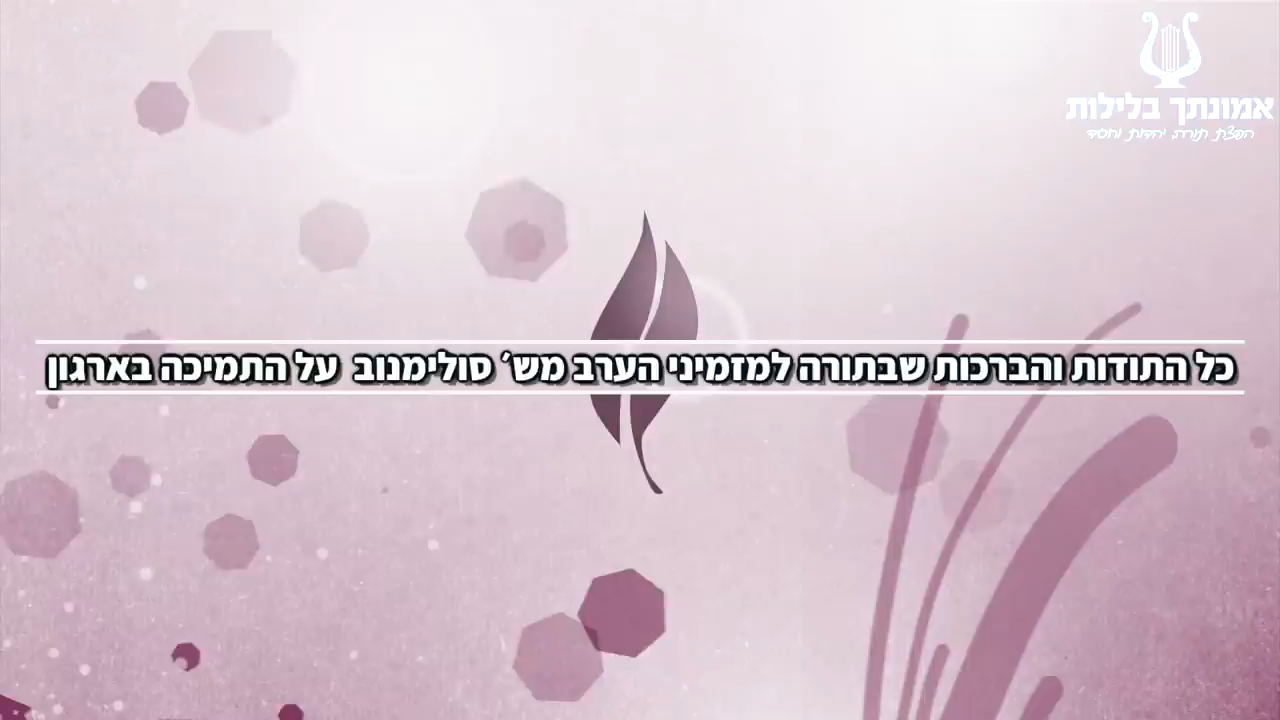 אמונתך בלילות
הפצת תורה, יהדות וחסד
כל התודות והברכות שבתורה למזמיני הערב מש׳ סולימנוב על התמיכה בארגון